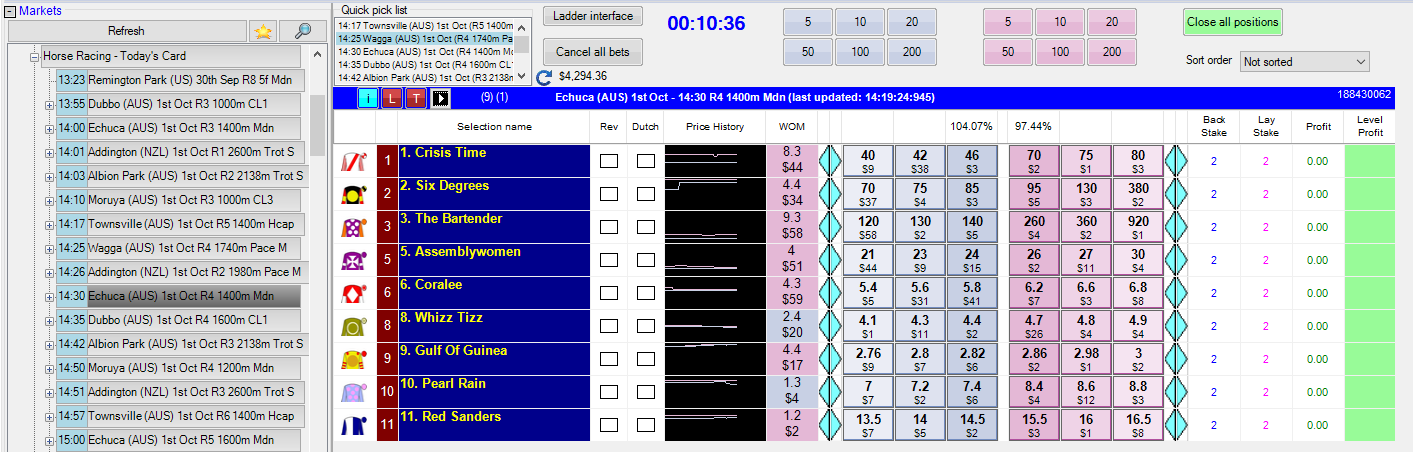 Markets
Refresh
Horse Racing - Today's Card
13:23 Remington Park (US) 30th Sep R8 5f Mdn
13:55 Dubbo (AUS) 1st Oct R3 1000m CL1
14:00 Echuca (AUS) 1st Oct R3 1400m Mdn
14:01 Addington (NZL) 1st Oct R1 2600m Trot S
14:03 Albion Park (AUS) 1st Oct R2 2138m Trot S
14:10 Moruya (AUS) 1st Oct R3 1000m CL3
14:17 Townsville (AUS) 1st Oct R5 1400m Hcap
14:25 Wagga (AUS) 1st Oct R4 1740m Pace M
14:26 Addington (NZL) 1st Oct R2 1980m Pace M
14:30 Echuca (AUS) 1st Oct R4 1400m Mdn
14:35 Dubbo (AUS) 1st Oct R4 1600m CL1
14:42 Albion Park (AUS) 1st Oct R3 2138m Trot S
14:50 Moruya (AUS) 1st Oct R4 1200m Mdn
14:51 Addington (NZL) 1st Oct R3 2600m Trot S
14:57 Townsville (AUS) 1st Oct R6 1400m Hcap
15:00 Echuca (AUS) 1st Oct R5 1600m Mdn
Quick pick list
14:17 Townsville (AUS) 1st Oct (R5 1400m
14:25 Wagga (AUS) 1st Oct (R4 1740m Pa
14:30 Echuca (AUS) 1st Oct (R4 1400m M
14:35 Dubbo (AUS) 1st Oct (R4 1600m CL
14:42 Albion Park (AUS) 1st Oct (R3 2138
Ladder interface
Cancel all bets
$4,294.36
00:10:36
5 10 20
50 100 200
5 10 20
50 100 200
Close all positions
Sort order Not sorted
i L T (9) (1) Echuca (AUS) 1st Oct - 14:30 R4 1400m Mdn (last updated: 14:19:24:945) 188430062
Selection name Rev Dutch Price History WOM 104.07% 97.44% Back Stake Lay Stake Profit Level Profit
1 1. Crisis Time 8.3 40 42 46 70 75 80 2 2 0.00
$44 $9 $38 $3 $2 $1 $3
2 2. Six Degrees 4.4 70 75 85 95 130 380 2 2 0.00
$34 $37 $4 $3 $5 $3 $2
3 3. The Bartender 9.3 120 130 140 260 360 920 2 2 0.00
$58 $58 $2 $5 $4 $2 $1
5 5. Assemblywomen 4 21 23 24 26 27 30 2 2 0.00
$51 $44 $9 $15 $2 $11 $4
6 6. Coralee 4.3 5.4 5.6 5.8 6.2 6.6 6.8 2 2 0.00
$59 $5 $31 $41 $7 $3 $8
8 8. Whizz Tizz 2.4 4.1 4.3 4.4 4.7 4.8 4.9 2 2 0.00
$20 $1 $11 $2 $26 $4 $4
9 9. Gulf Of Guinea 4.4 2.76 2.8 2.82 2.86 2.98 3 2 2 0.00
$17 $9 $7 $6 $2 $1 $2
10 10. Pearl Rain 1.3 7 7.2 7.4 8.4 8.6 8.8 2 2 0.00
$4 $7 $2 $6 $4 $12 $3
11 11. Red Sanders 1.2 13.5 14 14.5 15.5 16 16.5 2 2 0.00
$2 $7 $5 $2 $3 $1 $8